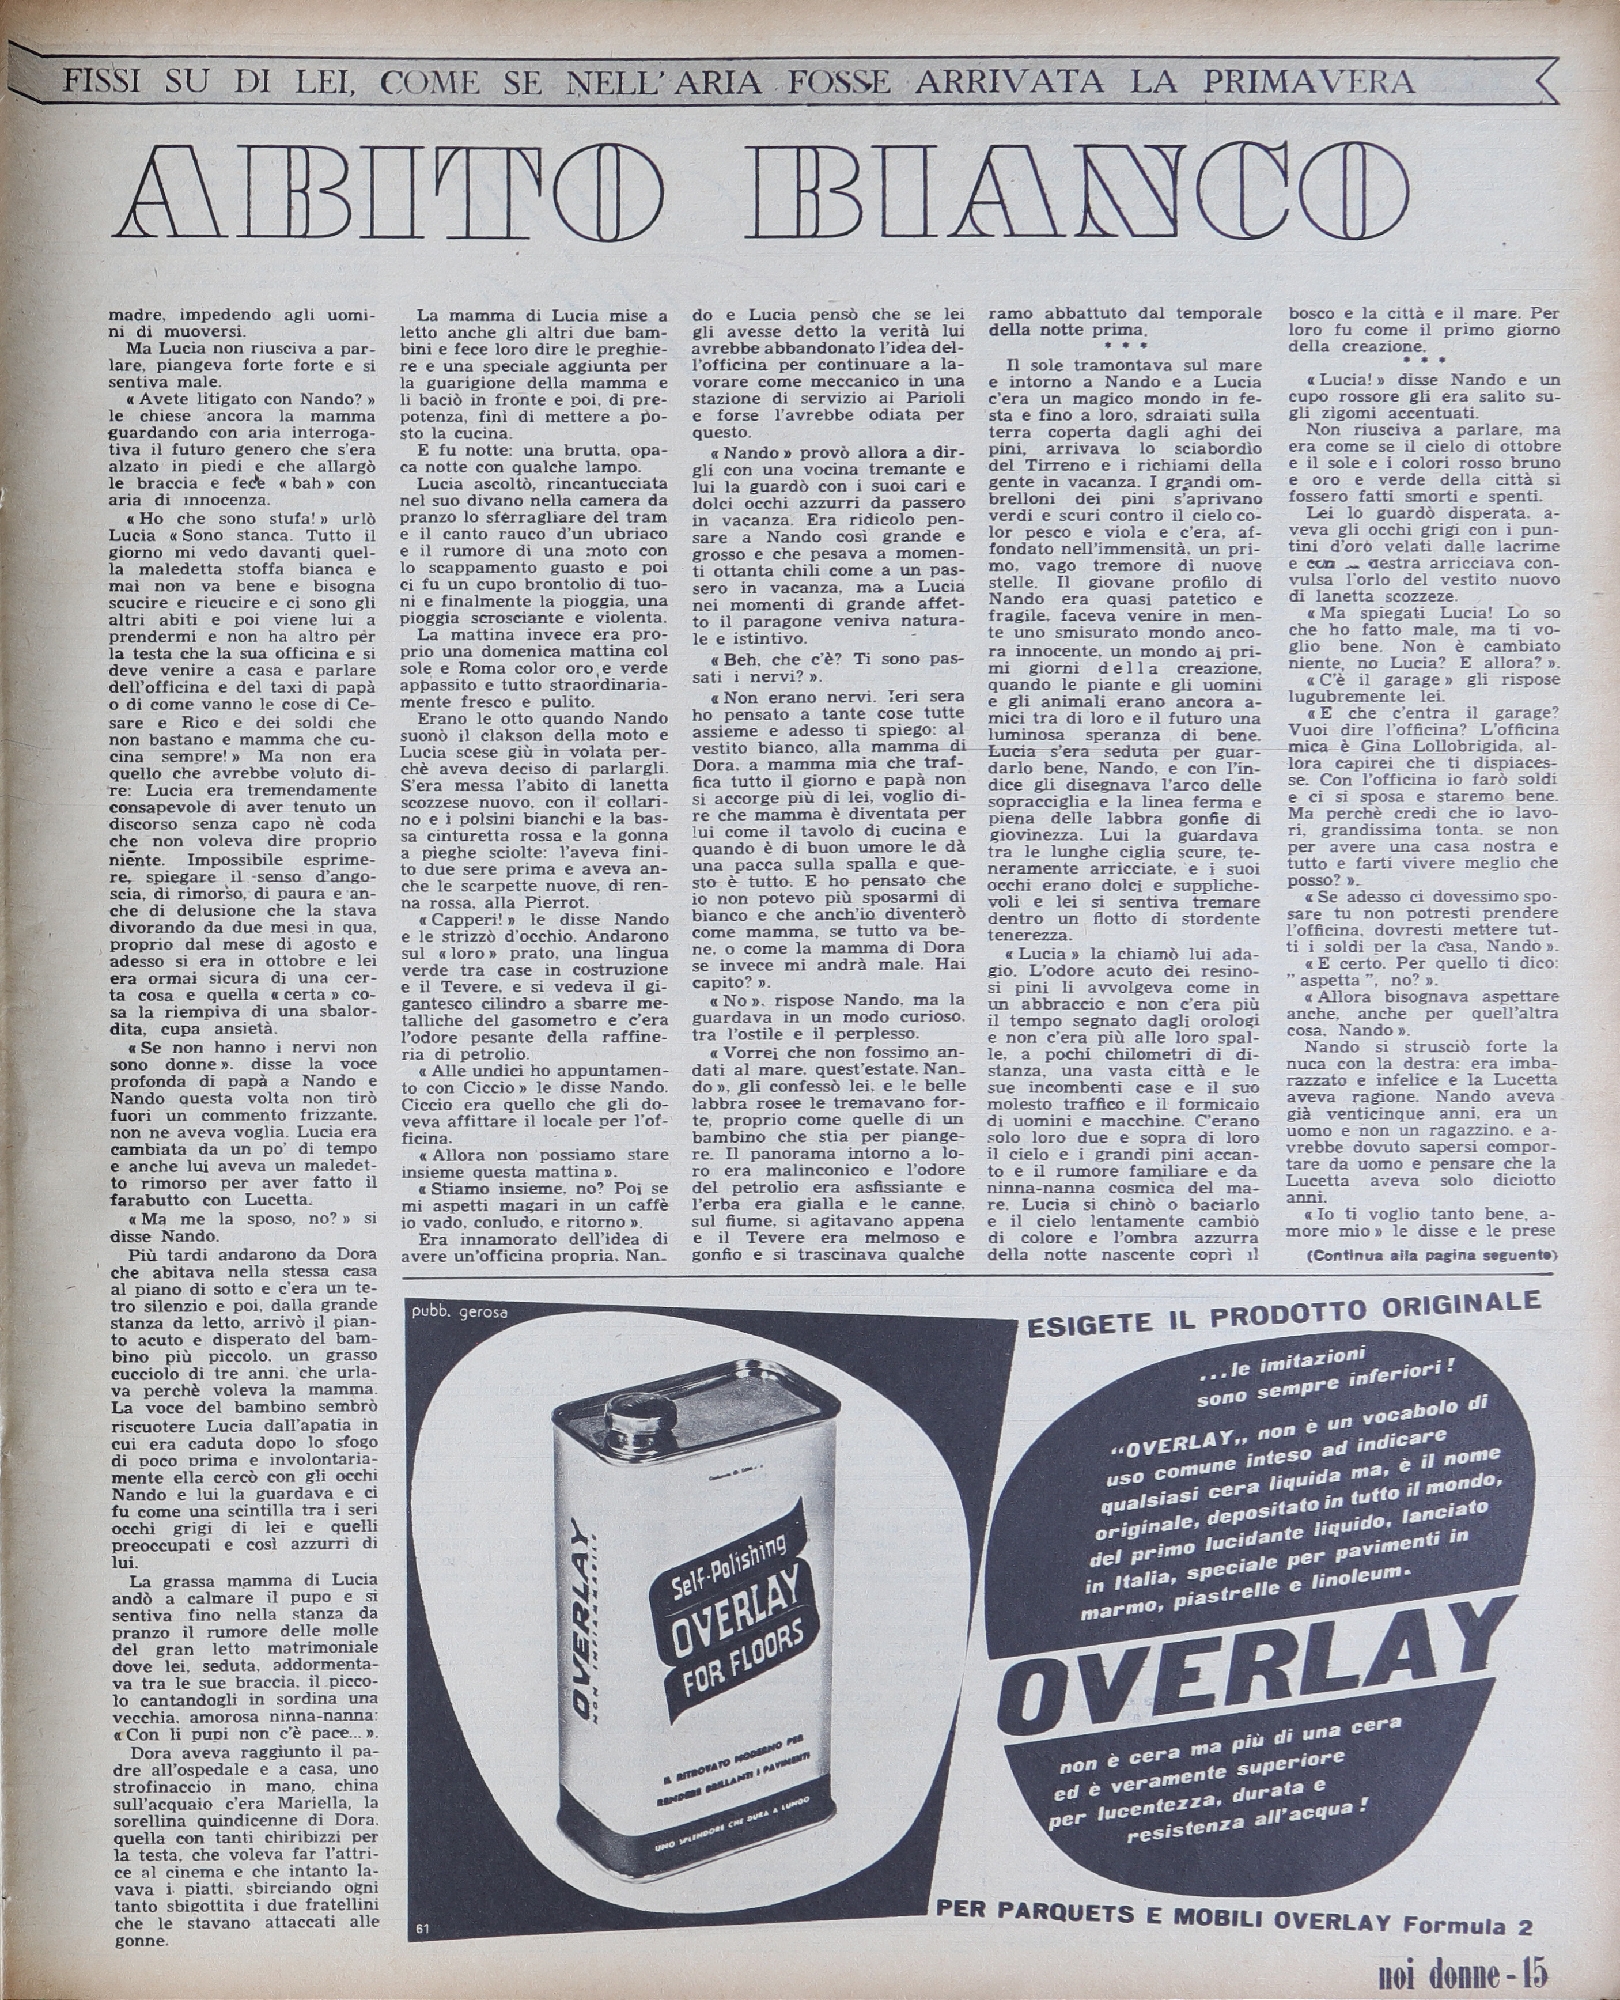 FISSI SU DI LEI, COME SE NELL'ARIA FOSSE ARRIVATA LA PRIMAVERA
ABITO BIANCO
madre, impedendo agli uomi-
ni di muoversi.
Ma Lucia non riusciva a par-
lare, piangeva forte forte e si
sentiva male.
« Avete litigato con Nando? »
le chiese ancora la mamma
guardando con aria interroga-
tiva il futuro genero che s'era
alzato in piedi e che allargò
le braccia e fece « bah » con
aria di innocenza.
« Ho che sono stufa! » urlò
Lucia « Sono stanca. Tutto il
giorno mi vedo davanti quel-
la maledetta stoffa bianca e
mai non va bene e bisogna
scucire e ricucire e ci sono gli
altri abiti e poi viene lui a
prendermi e non ha altro per
la testa che la sua officina e si
deve venire a casa e parlare
dell'officina e del taxi di papà
o di come vanno le cose di Ce-
sare e Rico e dei soldi che
non bastano e mamma che cu-
cina sempre! » Ma non era
quello che avrebbe voluto di-
re: Lucia era tremendamente
consapevole di aver tenuto un
discorso senza capo nè coda
che non voleva dire proprio
niente. Impossibile esprime-
re, spiegare il senso d'ango-
scia, di rimorso, di paura e an-
che di delusione che la stava
divorando da due mesi in qua,
proprio dal mese di agosto e
adesso si era in ottobre e lei
era ormai sicura di una cer-
ta cosa e quella « certa » co-
sa la riempiva di una sbalor-
dita, cupa ansietà.
« Se non hanno i nervi non
sono donne ». disse la voce
profonda di papà a Nando e
Nando questa volta non tirò
fuori un commento frizzante.
non ne aveva voglia. Lucia era
cambiata da un po' di tempo
e anche lui aveva un maledet-
to rimorso per aver fatto il
farabutto con Lucetta.
« Ma me la sposo, no? » si
disse Nando.
Più tardi andarono da Dora
che abitava nella stessa casa
al piano di sotto e c'era un te-
tro silenzio e poi, dalla grande
stanza da letto, arrivò il pian-
to acuto e disperato del bam-
bino più piccolo. un grasso
cucciolo di tre anni. che urla-
va perchè voleva la mamma.
La voce del bambino sembrò
riscuotere Lucia dall'apatia in
cui era caduta dopo lo sfogo
di poco prima e involontaria-
mente ella cercò con gli occhi
Nando e lui la guardava e ci
fu come una scintilla tra i seri
occhi grigi di lei e quelli
preoccupati e così azzurri di
lui.
La grassa mamma di Lucia
andò a calmare il pupo e si
sentiva fino nella stanza da
pranzo il rumore delle molle
del gran letto matrimoniale
dove lei, seduta, addormenta-
va tra le sue braccia. il picco-
lo cantandogli in sordina una
vecchia, amorosa ninna-nanna:
« Con li pupi non c'è pace... ».
Dora aveva raggiunto il pa-
dre all'ospedale e a casa, uno
strofinaccio in mano, china
sull'acquaio c'era Mariella, la
sorellina quindicenne di Dora.
quella con tanti chiribizzi per
la testa, che voleva far l'attri-
ce al cinema e che intanto la-
vava i piatti. sbirciando ogni
tanto sbigottita i due fratellini
che le stavano attaccati alle
gonne.
La mamma di Lucia mise a
letto anche gli altri due bam-
bini e fece loro dire le preghie-
re e una speciale aggiunta per
la guarigione della mamma e
li baciò in fronte e poi, di pre-
potenza, finì di mettere a po-
sto la cucina.
E fu notte: una brutta, opa-
ca notte con qualche lampo.
Lucia ascoltò, rincantucciata
nel suo divano nella camera da
pranzo lo sferragliare del tram
e il canto rauco d'un ubriaco
e il rumore di una moto con
lo scappamento guasto e poi
ci fu un cupo brontolio di tuo-
ni e finalmente la pioggia, una
pioggia scrosciante e violenta.
La mattina invece era pro-
prio una domenica mattina col
sole e Roma color oro e verde
appassito e tutto straordinaria-
mente fresco e pulito.
Erano le otto quando Nando
suonò il clakson della moto e
Lucia scese giù in volata per-
chè aveva deciso di parlargli.
S'era messa l'abito di lanetta
scozzese nuovo, con il collari-
no e i polsini bianchi e la bas-
sa cinturetta rossa e la gonna
a pieghe sciolte: l'aveva fini-
to due sere prima e aveva an-
che le scarpette nuove, di ren-
na rossa, alla Pierrot.
« Capperi! » le disse Nando
e le strizzò d'occhio. Andarono
sul « loro » prato, una lingua
verde tra case in costruzione
e il Tevere, e si vedeva il gi-
gantesco cilindro a sbarre me-
talliche del gasometro e c'era
l'odore pesante della raffine-
ria di petrolio.
« Alle undici ho appuntamen-
to con Ciccio » le disse Nando.
Ciccio era quello che gli do-
veva affittare il locale per l'of-
ficina.
« Allora non possiamo stare
insieme questa mattina ».
« Stiamo insieme, no? Poi se
mi aspetti magari in un caffè
io vado, conludo, e ritorno ».
Era innamorato dell'idea di
avere un'officina propria. Nan-
do e Lucia pensò che se lei
gli avesse detto la verità lui
avrebbe abbandonato l'idea del-
l'officina per continuare a la-
vorare come meccanico in una
stazione di servizio ai Parioli
e forse l'avrebbe odiata per
questo.
« Nando » provò allora a dir-
gli con una vocina tremante e
lui la guardò con i suoi cari e
dolci occhi azzurri da passero
in vacanza. Era ridicolo pen-
sare a Nando così grande e
grosso e che pesava a momen-
ti ottanta chili come a un pas-
sero in vacanza, ma a Lucia
nei momenti di grande affet-
to il paragone veniva natura-
le e istintivo.
« Beh, che c'è? Ti sono pas-
sati i nervi? ».
« Non erano nervi. Ieri sera
ho pensato a tante cose tutte
assieme e adesso ti spiego: al
vestito bianco, alla mamma di
Dora. a mamma mia che traf-
fica tutto il giorno e papà non
si accorge più di lei, voglio di-
re che mamma è diventata per
lui come il tavolo di cucina e
quando è di buon umore le dà
una pacca sulla spalla e que-
sto è tutto. E ho pensato che
io non potevo più sposarmi di
bianco e che anch'io diventerò
come mamma, se tutto va be-
ne, o come la mamma di Dora
se invece mi andrà male. Hai
capito? ».
« No ». rispose Nando, ma la
guardava in un modo curioso.
tra l'ostile e il perplesso.
« Vorrei che non fossimo an-
dati al mare. quest'estate. Nan-
do », gli confessò lei. e le belle
labbra rosee le tremavano for-
te, proprio come quelle di un
bambino che stia per piange-
re. Il panorama intorno a lo-
ro era malinconico e l'odore
del petrolio era asfissiante e
l'erba era gialla e le canne,
sul fiume, si agitavano appena
e il Tevere era melmoso e
gonfio e si trascinava qualche
ramo abbattuto dal temporale
della notte prima.
* * *
Il sole tramontava sul mare
e intorno a Nando e a Lucia
c'era un magico mondo in fe-
sta e fino a loro, sdraiati sulla
terra coperta dagli aghi dei
pini, arrivava lo sciabordio
del Tirreno e i richiami della
gente in vacanza. I grandi om-
brelloni dei pini s'aprivano
verdi e scuri contro il cielo co-
lor pesco e viola e c'era, af-
fondato nell'immensità, un pri-
mo, vago tremore di nuove
stelle. Il giovane profilo di
Nando era quasi patetico e
fragile, faceva venire in men-
te uno smisurato mondo anco-
ra innocente, un mondo ai pri-
mi giorni della creazione,
quando le piante e gli uomini
e gli animali erano ancora a-
mici tra di loro e il futuro una
luminosa speranza di bene.
Lucia s'era seduta per guar-
darlo bene, Nando, e con l'in-
dice gli disegnava l'arco delle
sopracciglia e la linea ferma e
piena delle labbra gonfie di
giovinezza. Lui la guardava
tra le lunghe ciglia scure, te-
neramente arricciate, e i suoi
occhi erano dolci e suppliche-
voli e lei si sentiva tremare
dentro un fiotto di stordente
tenerezza.
« Lucia » la chiamò lui ada-
gio. L'odore acuto dei resino-
si pini li avvolgeva come in
un abbraccio e non c'era più
il tempo segnato dagli orologi
e non c'era più alle loro spal-
le, a pochi chilometri di di-
stanza, una vasta città e le
sue incombenti case e il suo
molesto traffico e il formicaio
di uomini e macchine. C'erano
solo loro due e sopra di loro
il cielo e i grandi pini accan-
to e il rumore familiare e da
ninna-nanna cosmica del ma-
re. Lucia si chinò o baciarlo
e il cielo lentamente cambiò
di colore e l'ombra azzurra
della notte nascente coprì il
bosco e la città e il mare. Per
loro fu come il primo giorno
della creazione.
* * *
« Lucia! » disse Nando e un
cupo rossore gli era salito su-
gli zigomi accentuati.
Non riusciva a parlare, ma
era come se il cielo di ottobre
e il sole e i colori rosso bruno
e oro e verde della città si
fossero fatti smorti e spenti.
Lei lo guardò disperata. a-
veva gli occhi grigi con i pun-
tini d'oro velati dalle lacrime
e con destra arricciava con-
vulsa l'orlo del vestito nuovo
di lanetta scozzeze.
« Ma spiegati Lucia! Lo so
che ho fatto male, ma ti vo-
glio bene. Non è cambiato
niente, no Lucia? E allora? ».
« C'è il garage » gli rispose
lugubremente lei.
« E che c'entra il garage?
Vuoi dire l'officina? L'officina
mica è Gina Lollobrigida, al-
lora capirei che ti dispiaces-
se. Con l'officina io farò soldi
e ci si sposa e staremo bene.
Ma perchè credi che io lavo-
ri, grandissima tonta. se non
per avere una casa nostra e
tutto e farti vivere meglio che
posso? ».
« Se adesso ci dovessimo spo-
sare tu non potresti prendere
l'officina, dovresti mettere tut-
ti i soldi per la casa, Nando ».
« E certo. Per quello ti dico:
"aspetta", no? ».
« Allora bisognava aspettare
anche, anche per quell'altra
cosa, Nando ».
Nando si strusciò forte la
nuca con la destra: era imba-
razzato e infelice e la Lucetta
aveva ragione. Nando aveva
già venticinque anni, era un
uomo e non un ragazzino, e a-
vrebbe dovuto sapersi compor-
tare da uomo e pensare che la
Lucetta aveva solo diciotto
anni.
« Io ti voglio tanto bene, a-
more mio » le disse e le prese
(Continua alla pagina seguente)
pubb. gerosa
OVERLAY
NON INFIAMMABILE
Self-Polishing
OVERLAY
FOR FLOORS
IL RITROVATO MODERNO PER
RENDERE BRILLANTI I PAVIMENTI
UNO SPLENDORE CHE DURA A LUNGO
61
ESIGETE IL PRODOTTO ORIGINALE
...le imitazioni
sono sempre inferiori !
“OVERLAY„ non è un vocabolo di
uso comune inteso ad indicare
qualsiasi cera liquida ma, è il nome
originale, depositato in tutto il mondo,
del primo lucidante liquido, lanciato
in Italia, speciale per pavimenti in
marmo, piastrelle e linoleum.
OVERLAY
non è cera ma più di una cera
ed è veramente superiore
per lucentezza, durata e
resistenza all'acqua !
PER PARQUETS E MOBILI OVERLAY Formula 2
noi donne - 15